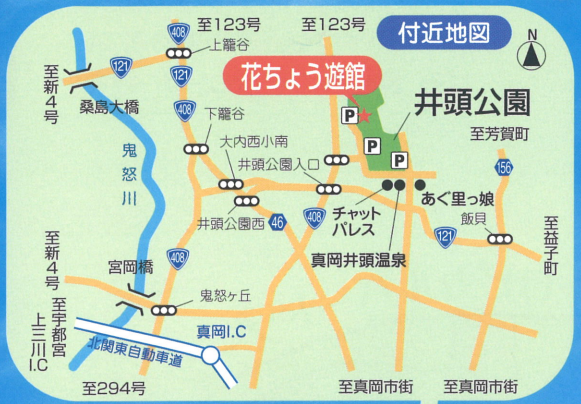 至123号
至123号
付近地図
N
408
上籠谷
121
121
至新4号
桑島大橋
花ちょう遊館
井頭公園
P
P
P
408
下籠谷
大内西小南
井頭公園入口
至芳賀町
156
鬼怒川
あぐ里っ娘
チャット
パレス
井頭公園西
46
408
真岡井頭温泉
飯貝
121
至益子町
至新4号
408
宮岡橋
鬼怒ヶ丘
至宇都宮
上三川I.C
真岡I.C
北関東自動車道
至294号
至真岡市街
至真岡市街